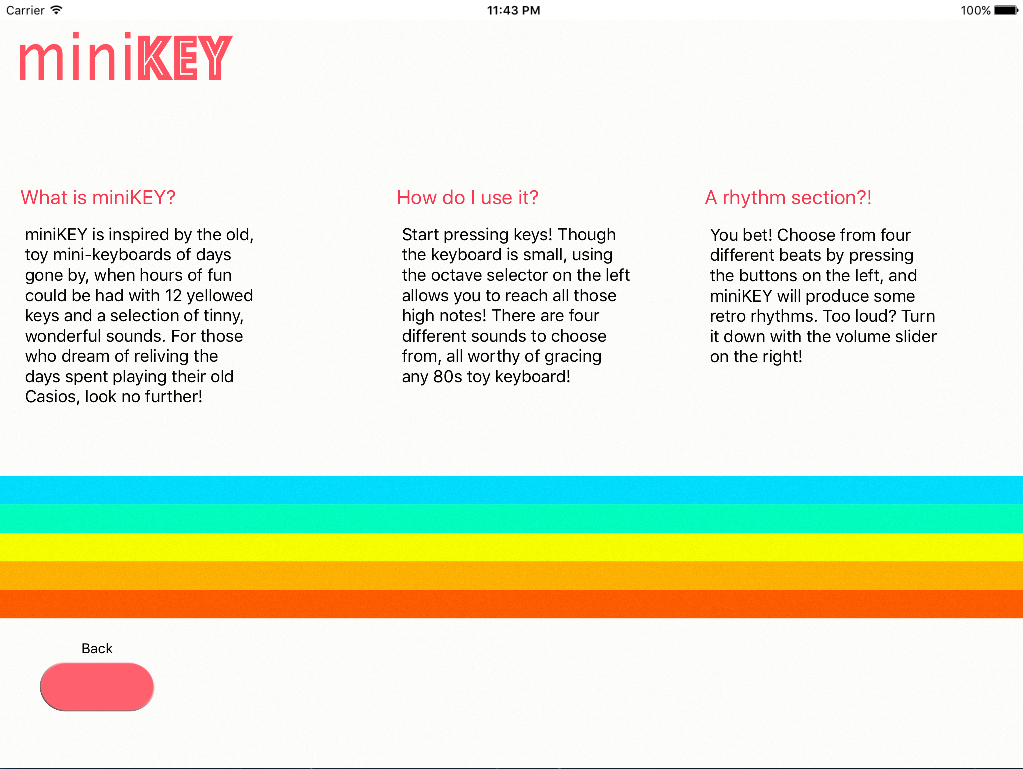 Carrier 11:43 PM 100%
miniKEY
What is miniKEY?
miniKEY is inspired by the old,
toy mini-keyboards of days
gone by, when hours of fun
could be had with 12 yellowed
keys and a selection of tinny,
wonderful sounds. For those
who dream of reliving the
days spent playing their old
Casios, look no further!
How do I use it?
Start pressing keys! Though
the keyboard is small, using
the octave selector on the left
allows you to reach all those
high notes! There are four
different sounds to choose
from, all worthy of gracing
any 80s toy keyboard!
A rhythm section?!
You bet! Choose from four
different beats by pressing
the buttons on the left, and
miniKEY will produce some
retro rhythms. Too loud? Turn
it down with the volume slider
on the right!
Back